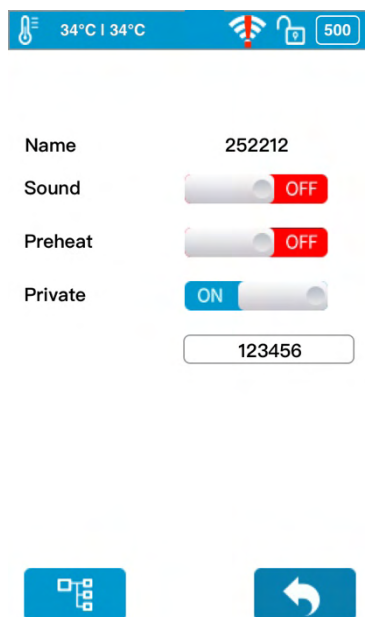 34°C I 34°C 500
Name 252212
Sound OFF
Preheat OFF
Private ON
123456